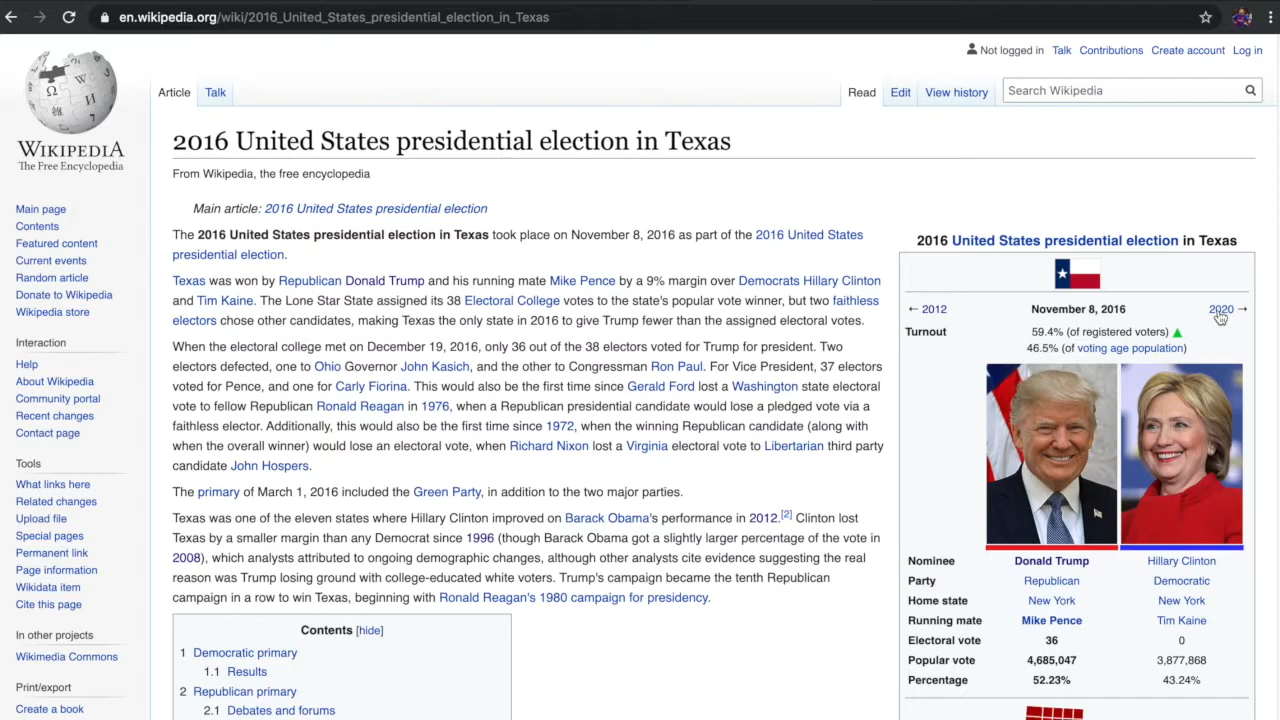 en.wikipedia.org/wiki/2016_United_States_presidential_election_in_Texas
Not logged in Talk Contributions Create account Log in
Article Talk Read Edit View history Search Wikipedia
WIKIPEDIA
The Free Encyclopedia
Main page
Contents
Featured content
Current events
Random article
Donate to Wikipedia
Wikipedia store
Interaction
Help
About Wikipedia
Community portal
Recent changes
Contact page
Tools
What links here
Related changes
Upload file
Special pages
Permanent link
Page information
Wikidata item
Cite this page
In other projects
Wikimedia Commons
Print/export
Create a book
2016 United States presidential election in Texas
From Wikipedia, the free encyclopedia
Main article: 2016 United States presidential election
The 2016 United States presidential election in Texas took place on November 8, 2016 as part of the 2016 United States
presidential election.
Texas was won by Republican Donald Trump and his running mate Mike Pence by a 9% margin over Democrats Hillary Clinton
and Tim Kaine. The Lone Star State assigned its 38 Electoral College votes to the state's popular vote winner, but two faithless
electors chose other candidates, making Texas the only state in 2016 to give Trump fewer than the assigned electoral votes.
When the electoral college met on December 19, 2016, only 36 out of the 38 electors voted for Trump for president. Two
electors defected, one to Ohio Governor John Kasich, and the other to Congressman Ron Paul. For Vice President, 37 electors
voted for Pence, and one for Carly Fiorina. This would also be the first time since Gerald Ford lost a Washington state electoral
vote to fellow Republican Ronald Reagan in 1976, when a Republican presidential candidate would lose a pledged vote via a
faithless elector. Additionally, this would also be the first time since 1972, when the winning Republican candidate (along with
when the overall winner) would lose an electoral vote, when Richard Nixon lost a Virginia electoral vote to Libertarian third party
candidate John Hospers.
The primary of March 1, 2016 included the Green Party, in addition to the two major parties.
Texas was one of the eleven states where Hillary Clinton improved on Barack Obama's performance in 2012.[2] Clinton lost
Texas by a smaller margin than any Democrat since 1996 (though Barack Obama got a slightly larger percentage of the vote in
2008), which analysts attributed to ongoing demographic changes, although other analysts cite evidence suggesting the real
reason was Trump losing ground with college-educated white voters. Trump's campaign became the tenth Republican
campaign in a row to win Texas, beginning with Ronald Reagan's 1980 campaign for presidency.
Contents [hide]
1 Democratic primary
1.1 Results
2 Republican primary
2.1 Debates and forums
2016 United States presidential election in Texas
← 2012 November 8, 2016 2020 →
Turnout 59.4% (of registered voters) ▲
46.5% (of voting age population)
Nominee Donald Trump Hillary Clinton
Party Republican Democratic
Home state New York New York
Running mate Mike Pence Tim Kaine
Electoral vote 36 0
Popular vote 4,685,047 3,877,868
Percentage 52.23% 43.24%